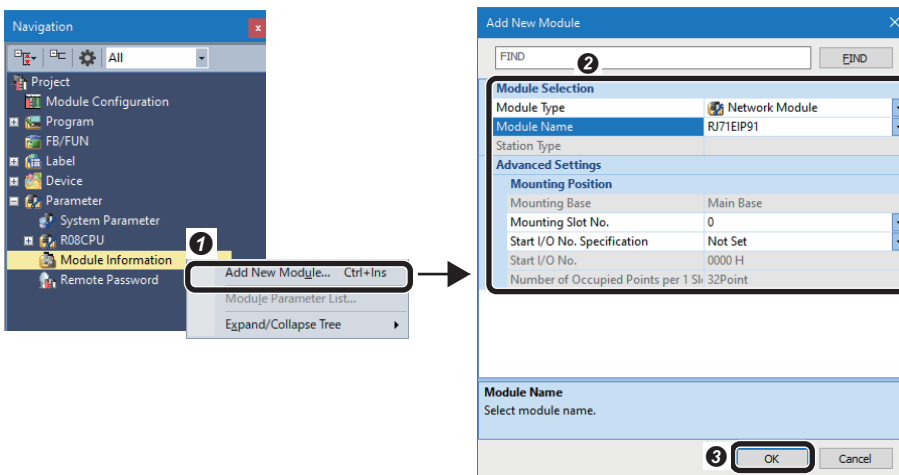 Navigation
All
Project
Module Configuration
Program
FB/FUN
Label
Device
Parameter
System Parameter
R08CPU
Module Information
Remote Password
1
Add New Module... Ctrl+Ins
Module Parameter List...
Expand/Collapse Tree
Add New Module
FIND
FIND
2
Module Selection
Module Type Network Module
Module Name RJ71EIP91
Station Type
Advanced Settings
Mounting Position
Mounting Base Main Base
Mounting Slot No. 0
Start I/O No. Specification Not Set
Start I/O No. 0000 H
Number of Occupied Points per 1 Sl 32Point
Module Name
Select module name.
3
OK Cancel